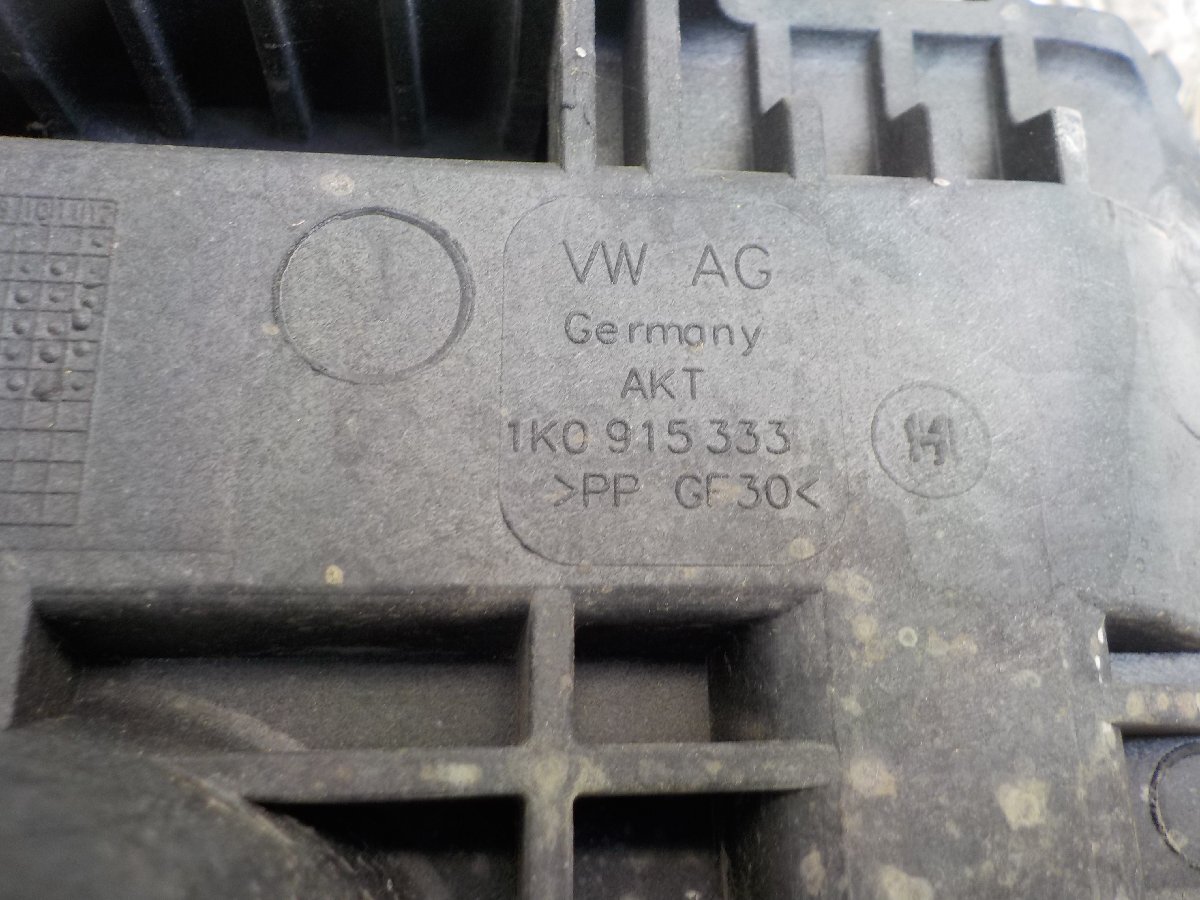 VW AG
Germany
AKT
1K0 915 333
>PP GF30<